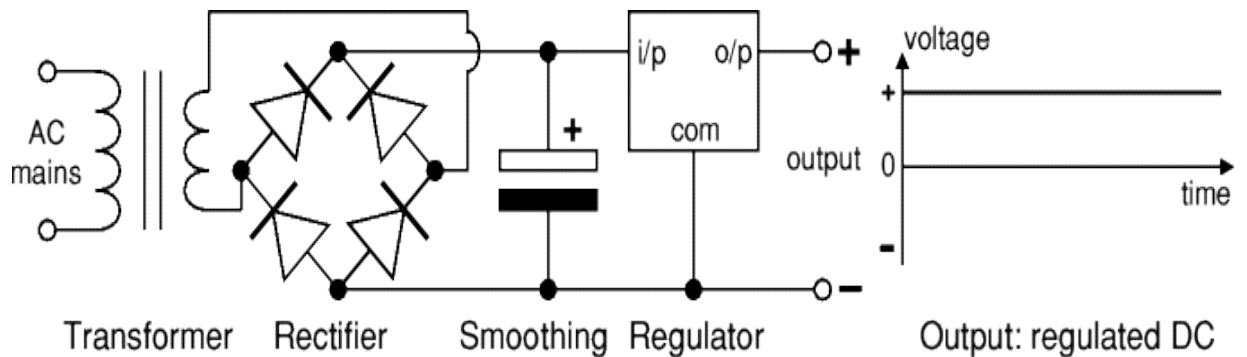 AC
mains
+
i/p
o/p
com
+
−
voltage
+
output
0
time
-
Transformer
Rectifier
Smoothing
Regulator
Output: regulated DC